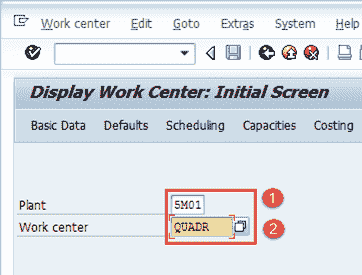 Work center Edit Goto Extras System Help
Display Work Center: Initial Screen
Basic Data Defaults Scheduling Capacities Costing
Plant 5M01 1
Work center QUADR 2